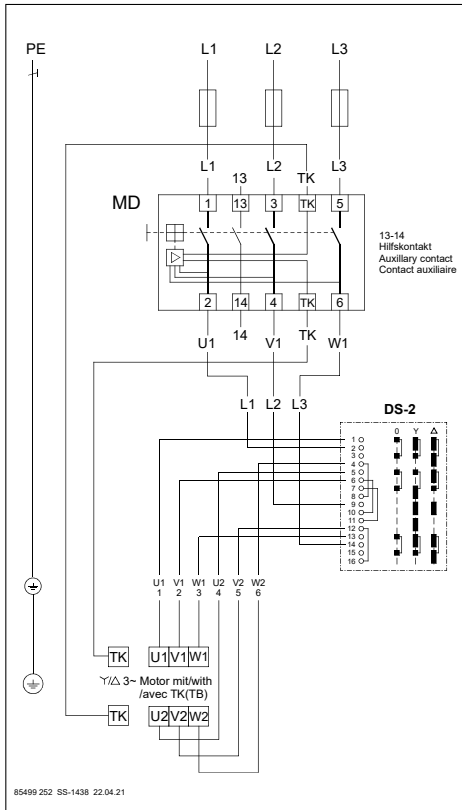 PE L1 L2 L3
L1 13 L2 TK L3
MD
1 13 3 TK 5
13-14
Hilfskontakt
Auxillary contact
Contact auxiliaire
2 14 4 TK 6
U1 14 V1 TK W1
L1 L2 L3
DS-2
0 Y Δ
1
2
3
4
5
6
7
8
9
10
11
12
13
14
15
16
U1 V1 W1 U2 V2 W2
1 2 3 4 5 6
TK U1 V1 W1
Y/Δ 3~ Motor mit/with
/avec TK(TB)
TK U2 V2 W2
85499 252 SS-1438 22.04.21